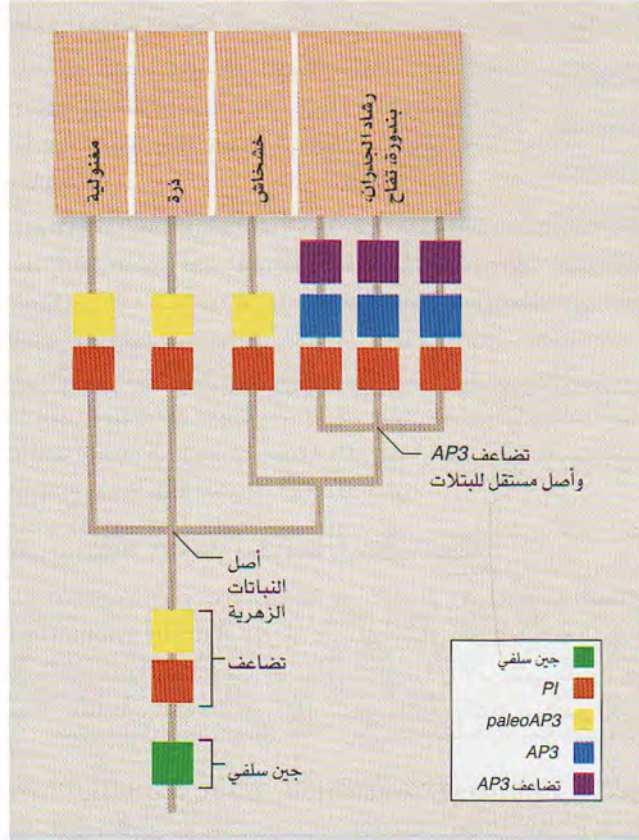 مغنولية
ذرة
خشخاش
رشاد الجدران،
بندورة، تفاح
تضاعف AP3
وأصل مستقل للبتلات
أصل
النباتات
الزهرية
تضاعف
جين سلفي
جين سلفي
PI
paleoAP3
AP3
تضاعف AP3